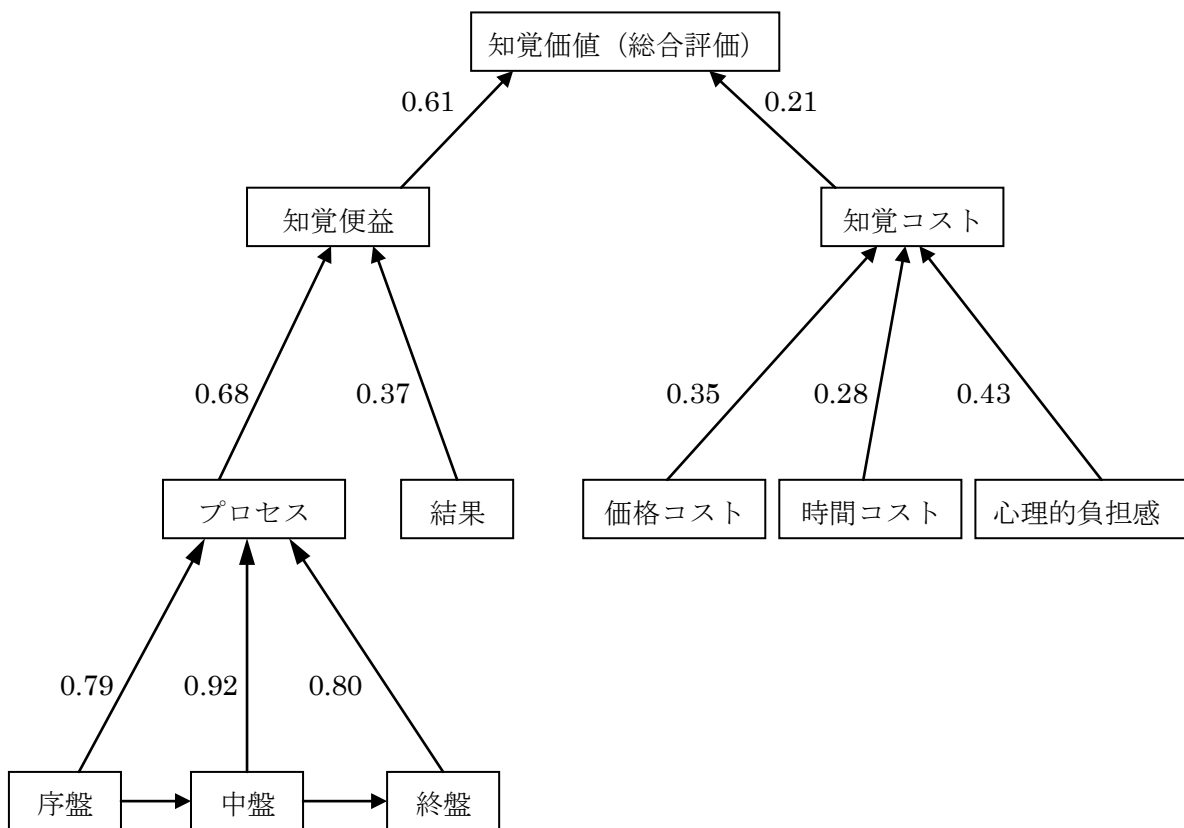 知覚価値（総合評価）
0.61
0.21
知覚便益
知覚コスト
0.68
0.37
0.35
0.28
0.43
プロセス
結果
価格コスト
時間コスト
心理的負担感
0.79
0.92
0.80
序盤
中盤
終盤